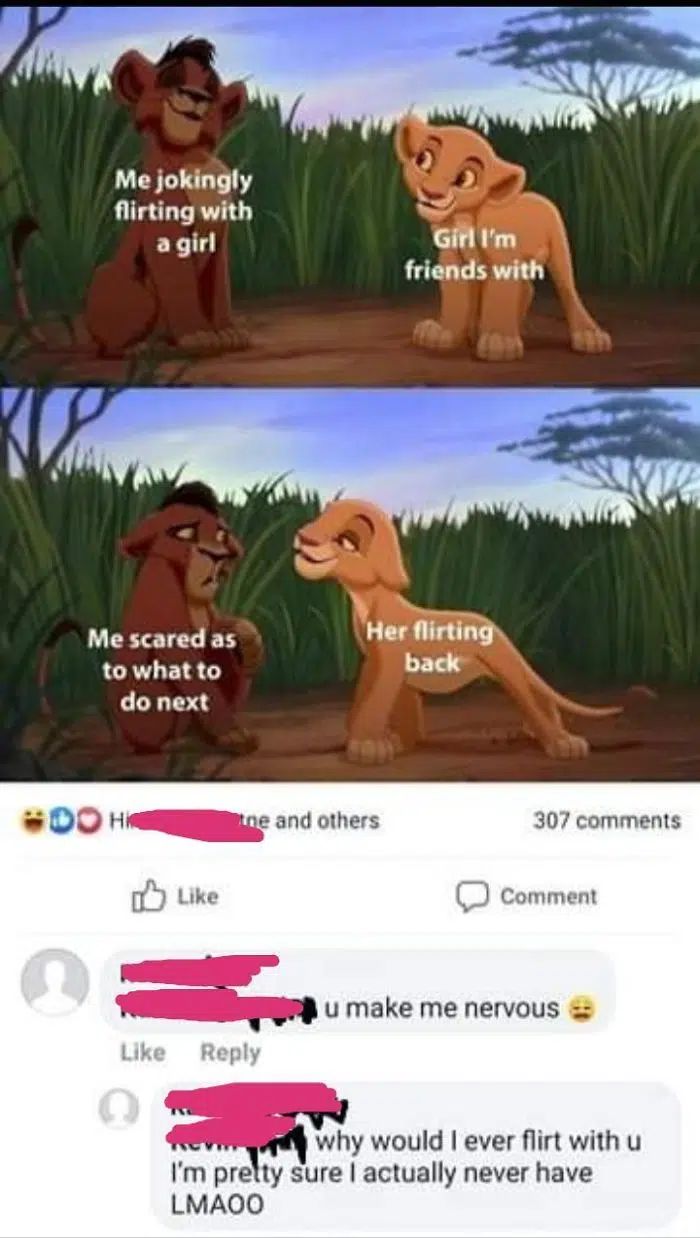 Me jokingly
flirting with
a girl
Girl I'm
friends with
Me scared as
to what to
do next
Her flirting
back
and others
307 comments
Like
Comment
u make me nervous 😩
Like Reply
why would I ever flirt with u
I'm pretty sure I actually never have
LMAOO